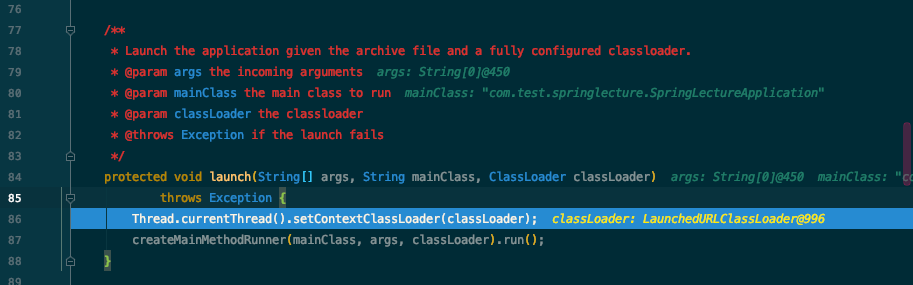 76
77 /**
78 * Launch the application given the archive file and a fully configured classloader.
79 * @param args the incoming arguments args: String[0]@450
80 * @param mainClass the main class to run mainClass: "com.test.springlecture.SpringLectureApplication"
81 * @param classLoader the classloader
82 * @throws Exception if the launch fails
83 */
84 protected void launch(String[] args, String mainClass, ClassLoader classLoader) args: String[0]@450 mainClass: "co
85 throws Exception {
86 Thread.currentThread().setContextClassLoader(classLoader); classLoader: LaunchedURLClassLoader@996
87 createMainMethodRunner(mainClass, args, classLoader).run();
88 }
89